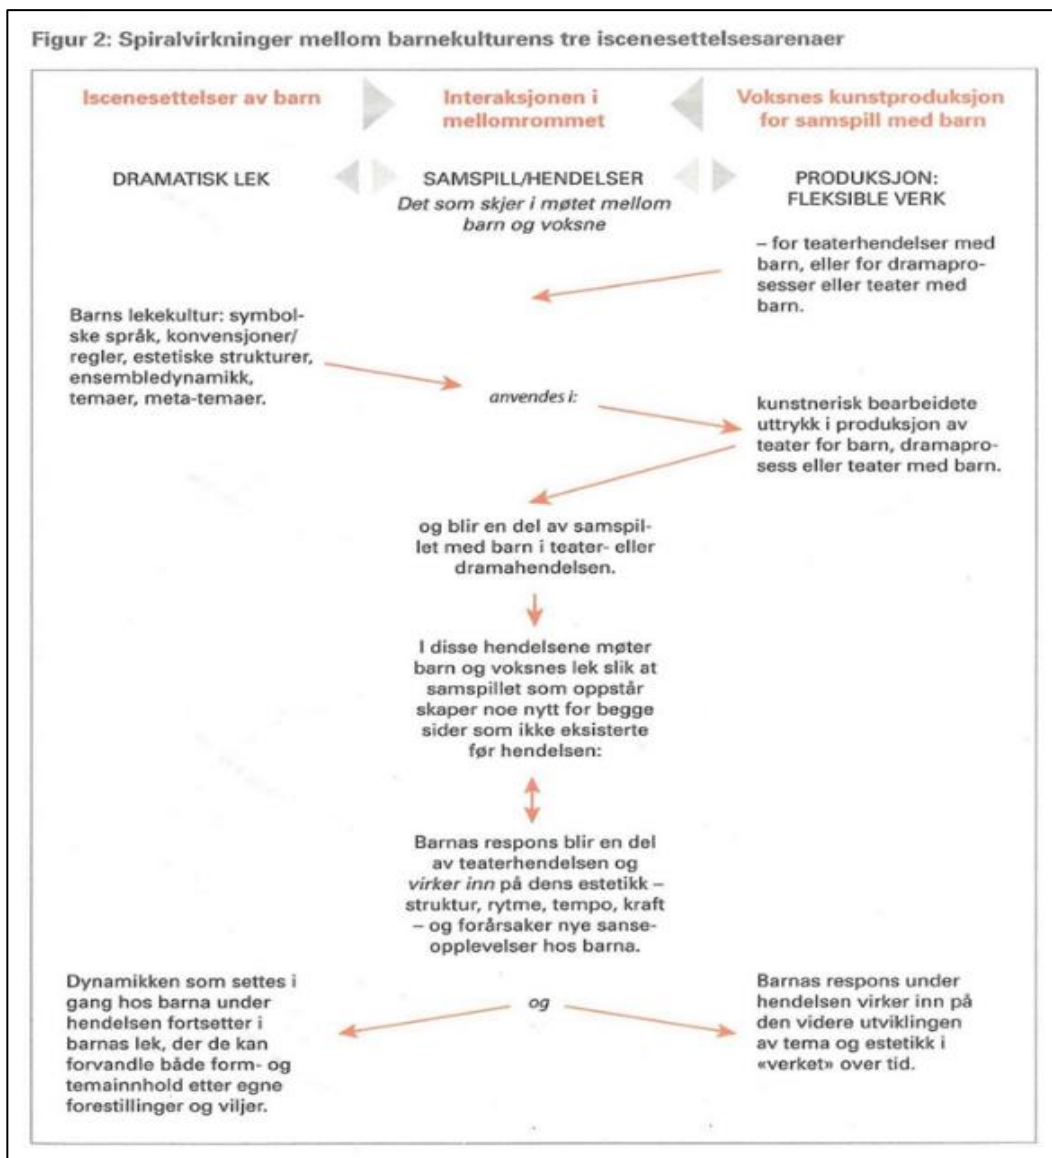 Figur 2: Spiralvirkninger mellom barnekulturens tre iscenesettelsesarenaer
Iscenesettelser av barn
Interaksjonen i
mellomrommet
Voksnes kunstproduksjon
for samspill med barn
DRAMATISK LEK
SAMSPILL/HENDELSER
Det som skjer i møtet mellom
barn og voksne
PRODUKSJON:
FLEKSIBLE VERK
– for teaterhendelser med
barn, eller for dramapro-
sesser eller teater med
barn.
Barns lekekultur: symbol-
ske språk, konvensjoner/
regler, estetiske strukturer,
ensembledynamikk,
temaer, meta-temaer.
anvendes i:
kunstnerisk bearbeidete
uttrykk i produksjon av
teater for barn, dramapro-
sess eller teater med barn.
og blir en del av samspil-
let med barn i teater- eller
dramahendelsen.
I disse hendelsene møter
barn og voksnes lek slik at
samspillet som oppstår
skaper noe nytt for begge
sider som ikke eksisterte
før hendelsen:
Barnas respons blir en del
av teaterhendelsen og
virker inn på dens estetikk –
struktur, rytme, tempo, kraft
– og forårsaker nye sanse-
opplevelser hos barna.
Dynamikken som settes i
gang hos barna under
hendelsen fortsetter i
barnas lek, der de kan
forvandle både form- og
temainnhold etter egne
forestillinger og viljer.
og
Barnas respons under
hendelsen virker inn på
den videre utviklingen
av tema og estetikk i
«verket» over tid.